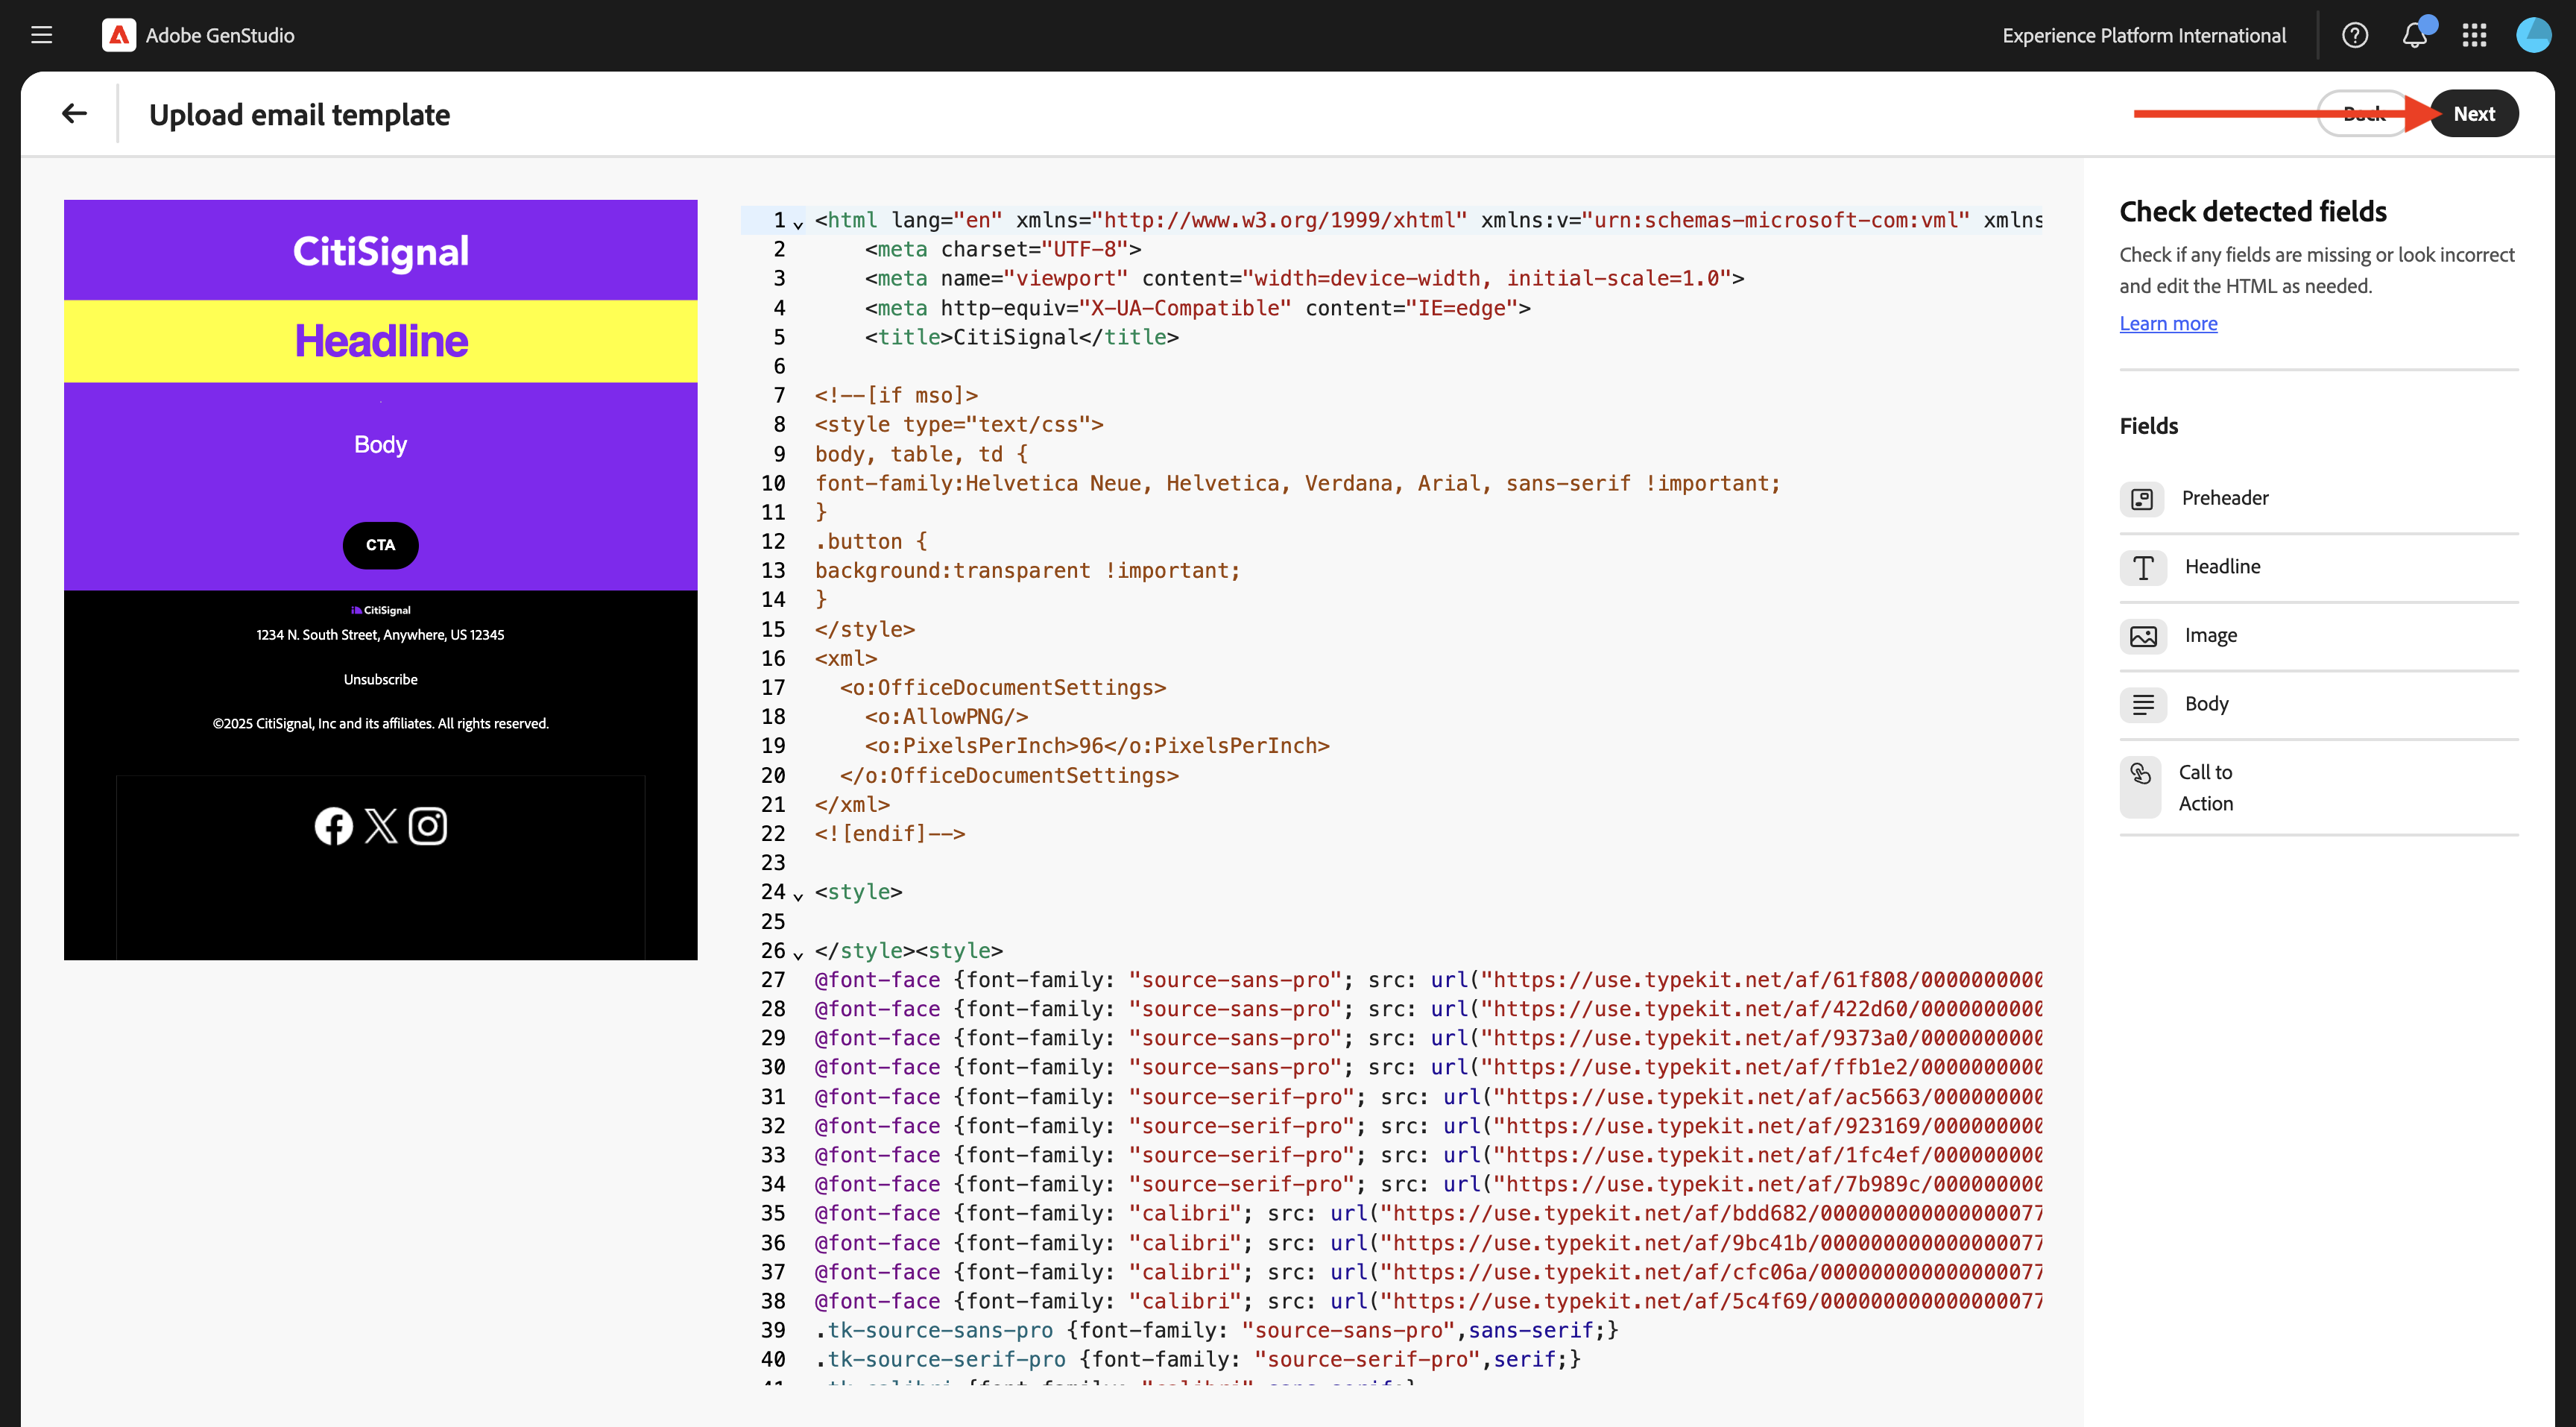 Adobe GenStudio
Experience Platform International
Upload email template
Back
Next
CitiSignal
Headline
Body
CTA
CitiSignal
1234 N. South Street, Anywhere, US 12345
Unsubscribe
©2025 CitiSignal, Inc and its affiliates. All rights reserved.
1 <html lang="en" xmlns="http://www.w3.org/1999/xhtml" xmlns:v="urn:schemas-microsoft-com:vml" xmlns
2 <meta charset="UTF-8">
3 <meta name="viewport" content="width=device-width, initial-scale=1.0">
4 <meta http-equiv="X-UA-Compatible" content="IE=edge">
5 <title>CitiSignal</title>
6
7 <!--[if mso]>
8 <style type="text/css">
9 body, table, td {
10 font-family:Helvetica Neue, Helvetica, Verdana, Arial, sans-serif !important;
11 }
12 .button {
13 background:transparent !important;
14 }
15 </style>
16 <xml>
17 <o:OfficeDocumentSettings>
18 <o:AllowPNG/>
19 <o:PixelsPerInch>96</o:PixelsPerInch>
20 </o:OfficeDocumentSettings>
21 </xml>
22 <![endif]-->
23
24 <style>
25
26 </style><style>
27 @font-face {font-family: "source-sans-pro"; src: url("https://use.typekit.net/af/61f808/0000000000
28 @font-face {font-family: "source-sans-pro"; src: url("https://use.typekit.net/af/422d60/0000000000
29 @font-face {font-family: "source-sans-pro"; src: url("https://use.typekit.net/af/9373a0/0000000000
30 @font-face {font-family: "source-sans-pro"; src: url("https://use.typekit.net/af/ffb1e2/0000000000
31 @font-face {font-family: "source-serif-pro"; src: url("https://use.typekit.net/af/ac5663/000000000
32 @font-face {font-family: "source-serif-pro"; src: url("https://use.typekit.net/af/923169/000000000
33 @font-face {font-family: "source-serif-pro"; src: url("https://use.typekit.net/af/1fc4ef/000000000
34 @font-face {font-family: "source-serif-pro"; src: url("https://use.typekit.net/af/7b989c/000000000
35 @font-face {font-family: "calibri"; src: url("https://use.typekit.net/af/bdd682/000000000000000077
36 @font-face {font-family: "calibri"; src: url("https://use.typekit.net/af/9bc41b/000000000000000077
37 @font-face {font-family: "calibri"; src: url("https://use.typekit.net/af/cfc06a/000000000000000077
38 @font-face {font-family: "calibri"; src: url("https://use.typekit.net/af/5c4f69/000000000000000077
39 .tk-source-sans-pro {font-family: "source-sans-pro",sans-serif;}
40 .tk-source-serif-pro {font-family: "source-serif-pro",serif;}
Check detected fields
Check if any fields are missing or look incorrect
and edit the HTML as needed.
Learn more
Fields
Preheader
Headline
Image
Body
Call to
Action